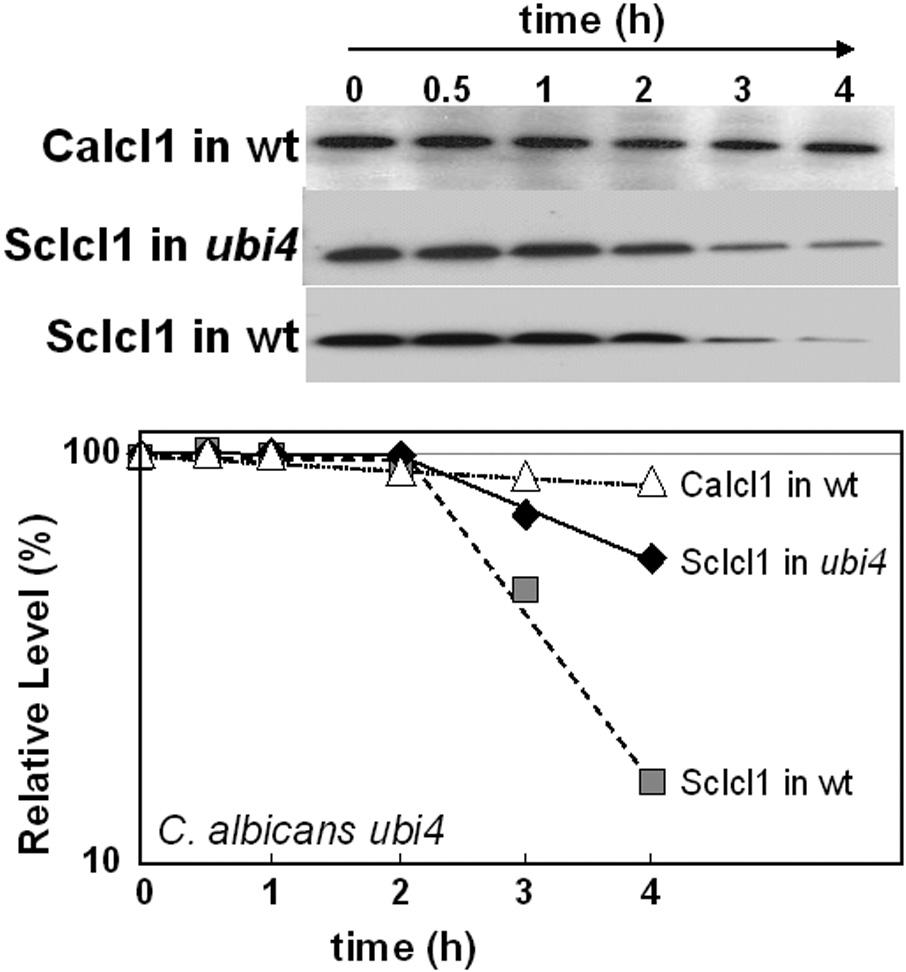 time (h)
0 0.5 1 2 3 4
CaIcl1 in wt
ScIcl1 in ubi4
ScIcl1 in wt
100
CaIcl1 in wt
ScIcl1 in ubi4
ScIcl1 in wt
Relative Level (%)
C. albicans ubi4
10
0 1 2 3 4
time (h)